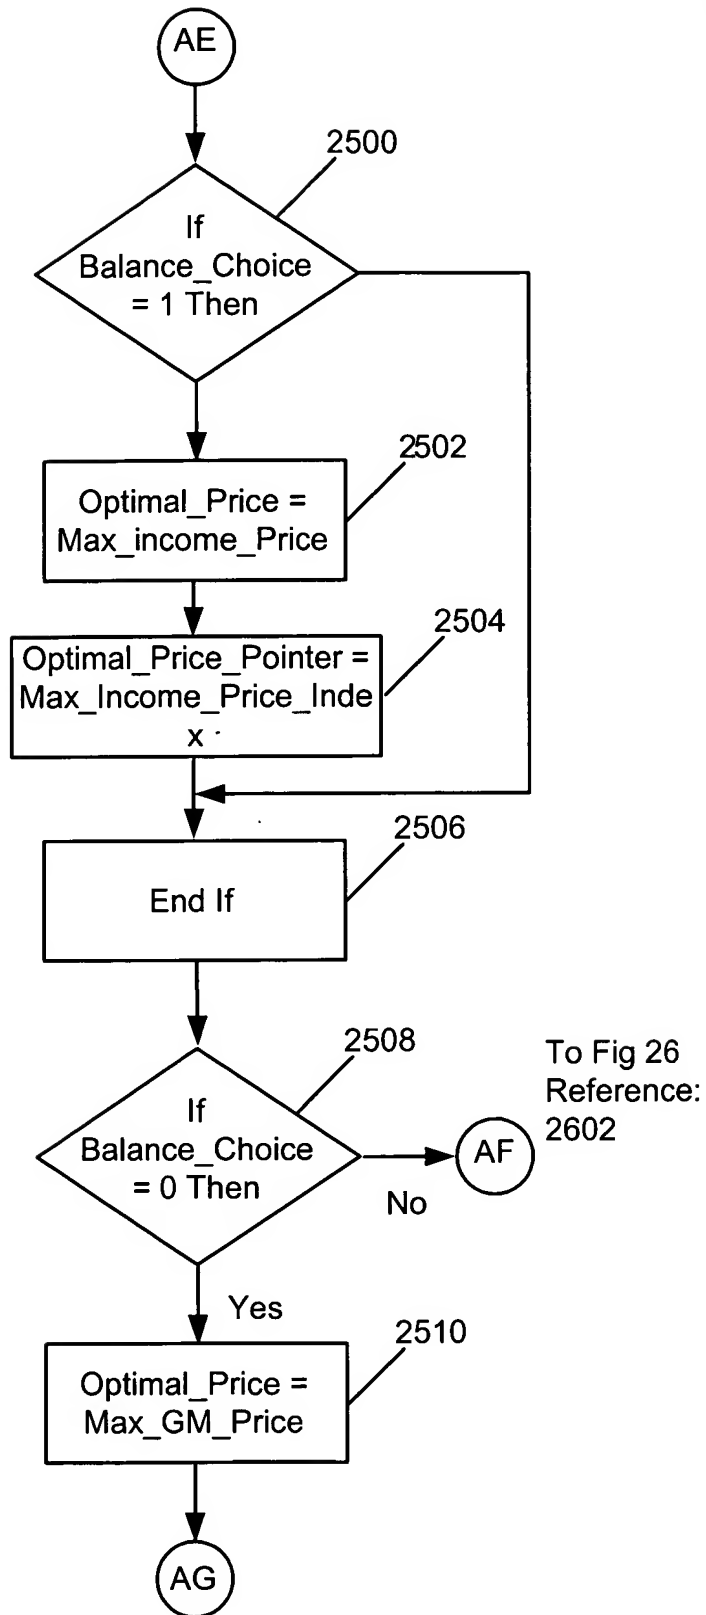 AE
2500
If
Balance_Choice
= 1 Then
2502
Optimal_Price =
Max_income_Price
2504
Optimal_Price_Pointer =
Max_Income_Price_Inde
x
2506
End If
2508
If
Balance_Choice
= 0 Then
To Fig 26
Reference:
2602
AF
No
Yes
2510
Optimal_Price =
Max_GM_Price
AG